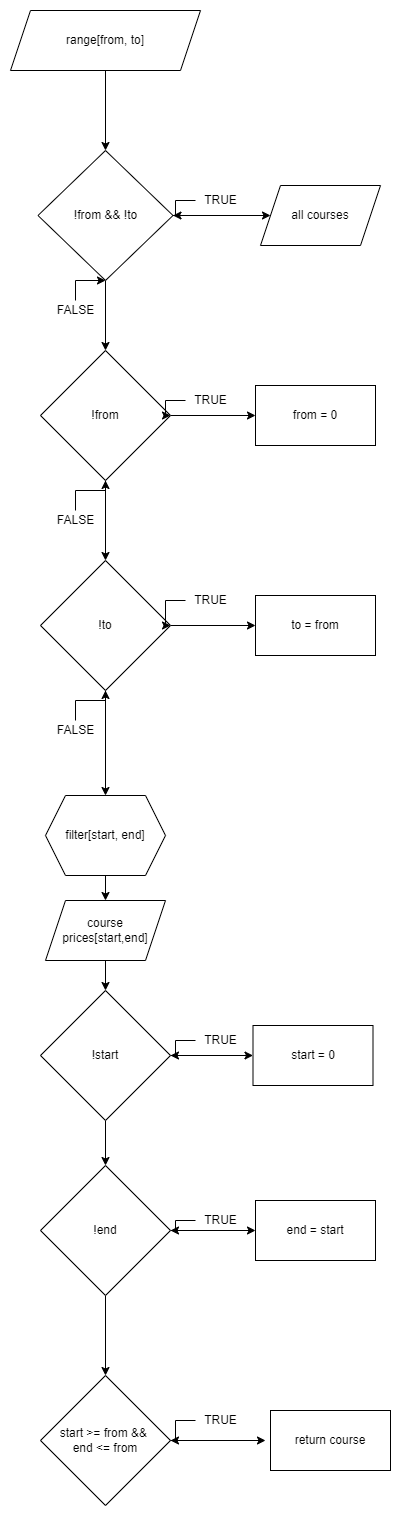 range[from, to]
TRUE
!from && !to
all courses
FALSE
TRUE
!from
from = 0
FALSE
TRUE
!to
to = from
FALSE
filter[start, end]
course
prices[start,end]
TRUE
!start
start = 0
TRUE
!end
end = start
TRUE
start >= from &&
end <= from
return course